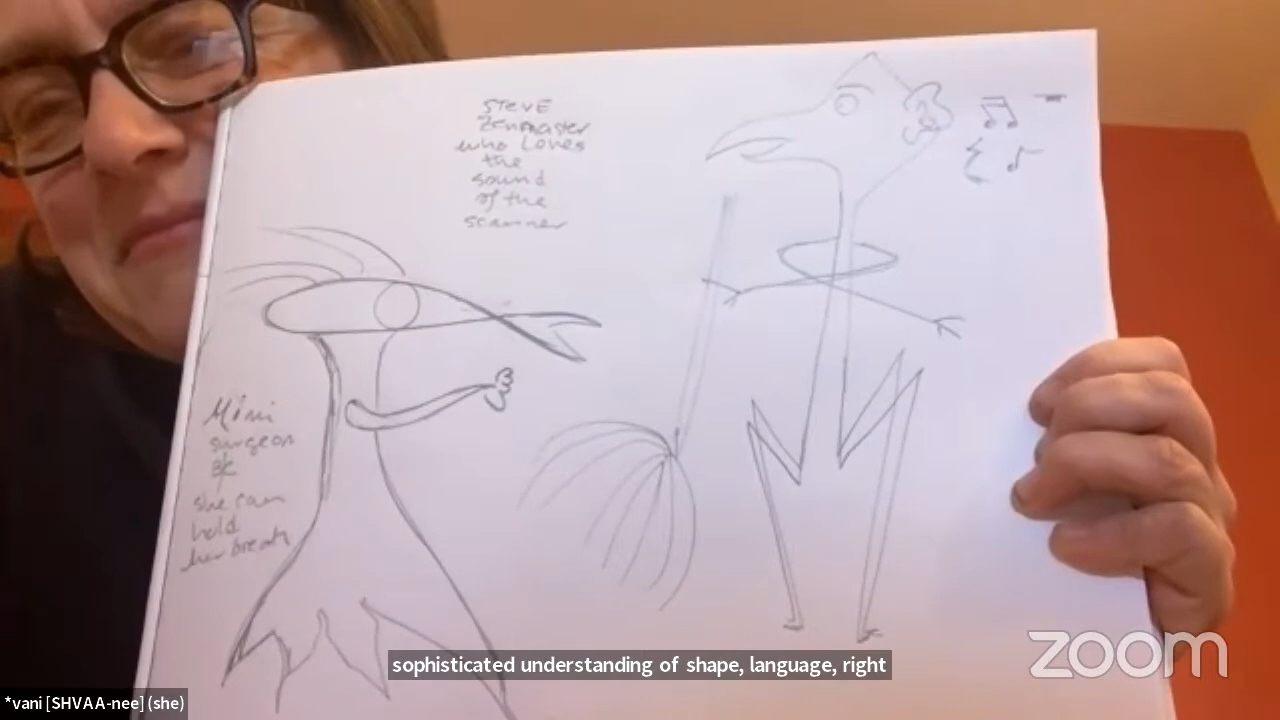 STEVE
Zenmaster
who Loves
the
sound
of the
scanner
Mimi
surgeon
BK
she can
hold
her breath
sophisticated understanding of shape, language, right
zoom
*vani [SHVAA-nee] (she)